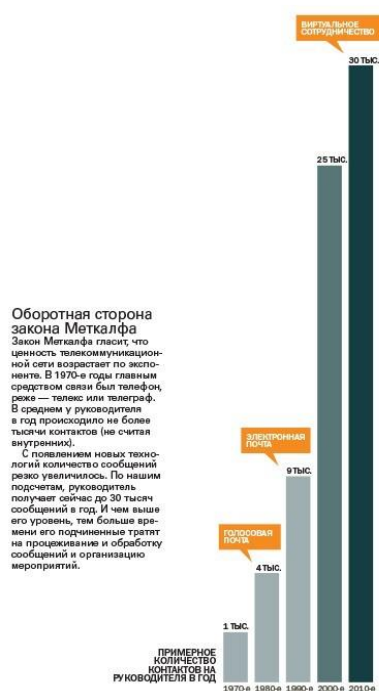 ВИРТУАЛЬНОЕ
СОТРУДНИЧЕСТВО
30 ТЫС.
25 ТЫС.
Оборотная сторона
закона Меткалфа
Закон Меткалфа гласит, что
ценность телекоммуникацион-
ной сети возрастает по экспо-
ненте. В 1970-е годы главным
средством связи был телефон,
реже — телекс или телеграф.
В среднем у руководителя
в год происходило не более
тысячи контактов (не считая
внутренних).
С появлением новых техно-
логий количество сообщений
резко увеличилось. По нашим
подсчетам, руководитель
получает сейчас до 30 тысяч
сообщений в год. И чем выше
его уровень, тем больше вре-
мени его подчиненные тратят
на процеживание и обработку
сообщений и организацию
мероприятий.
ЭЛЕКТРОННАЯ
ПОЧТА
9 ТЫС.
ГОЛОСОВАЯ
ПОЧТА
4 ТЫС.
1 ТЫС.
ПРИМЕРНОЕ
КОЛИЧЕСТВО
КОНТАКТОВ НА
РУКОВОДИТЕЛЯ В ГОД
1970-е 1980-е 1990-е 2000-е 2010-е